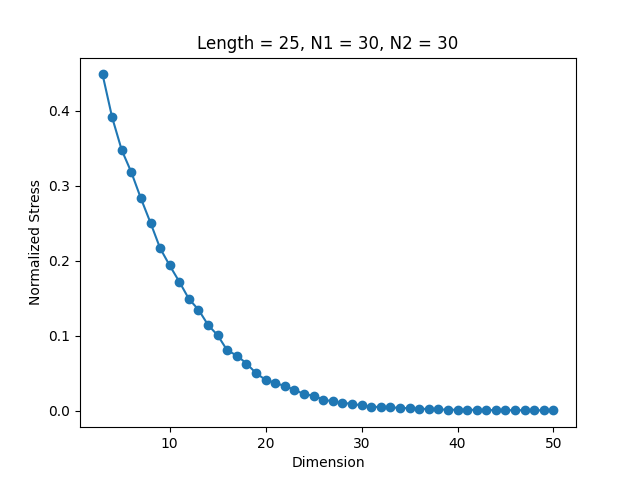 Length = 25, N1 = 30, N2 = 30
Normalized Stress
0.4
0.3
0.2
0.1
0.0
10 20 30 40 50
Dimension